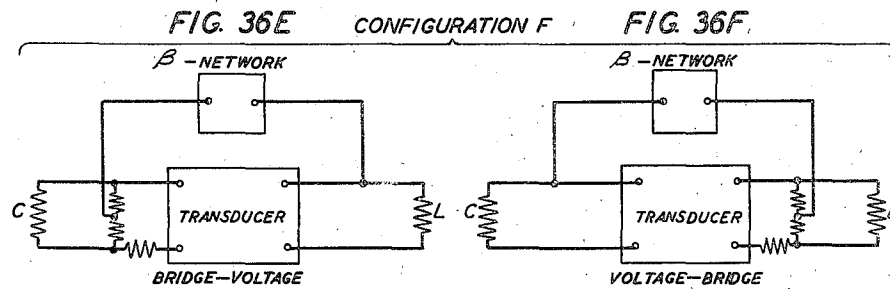 FIG. 36E CONFIGURATION F FIG. 36F.
β-NETWORK β-NETWORK
C TRANSDUCER L C TRANSDUCER
BRIDGE-VOLTAGE VOLTAGE-BRIDGE